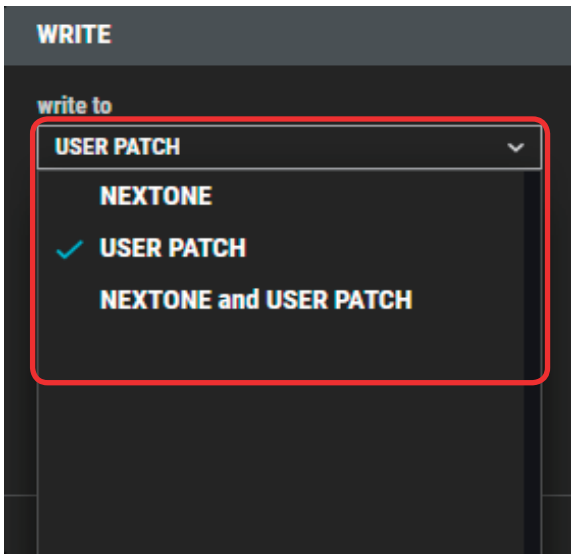 WRITE
write to
USER PATCH
NEXTONE
USER PATCH
NEXTONE and USER PATCH